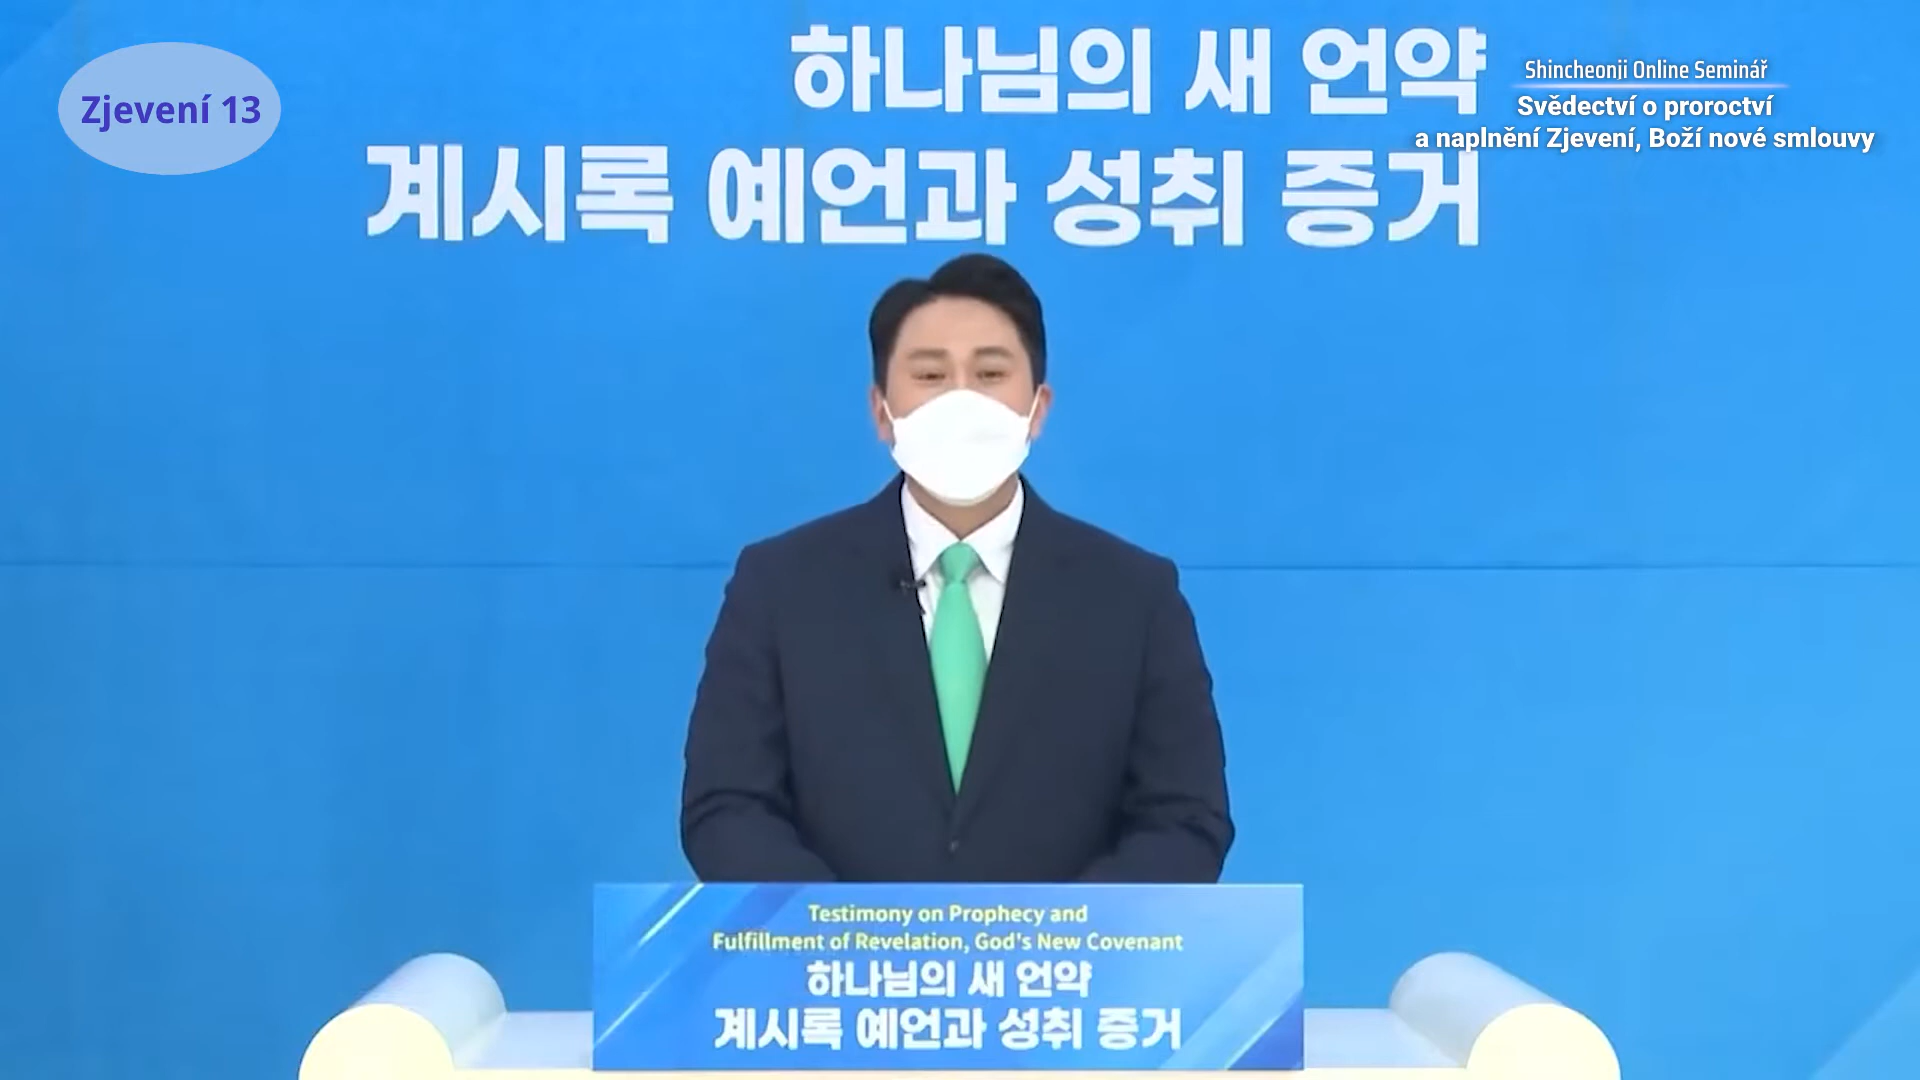 하나님의 새 언약
계시록 예언과 성취 증거
Zjevení 13
Shincheonji Online Seminář
Svědectví o proroctví
a naplnění Zjevení, Boží nové smlouvy
Testimony on Prophecy and
Fulfillment of Revelation, God's New Covenant
하나님의 새 언약
계시록 예언과 성취 증거